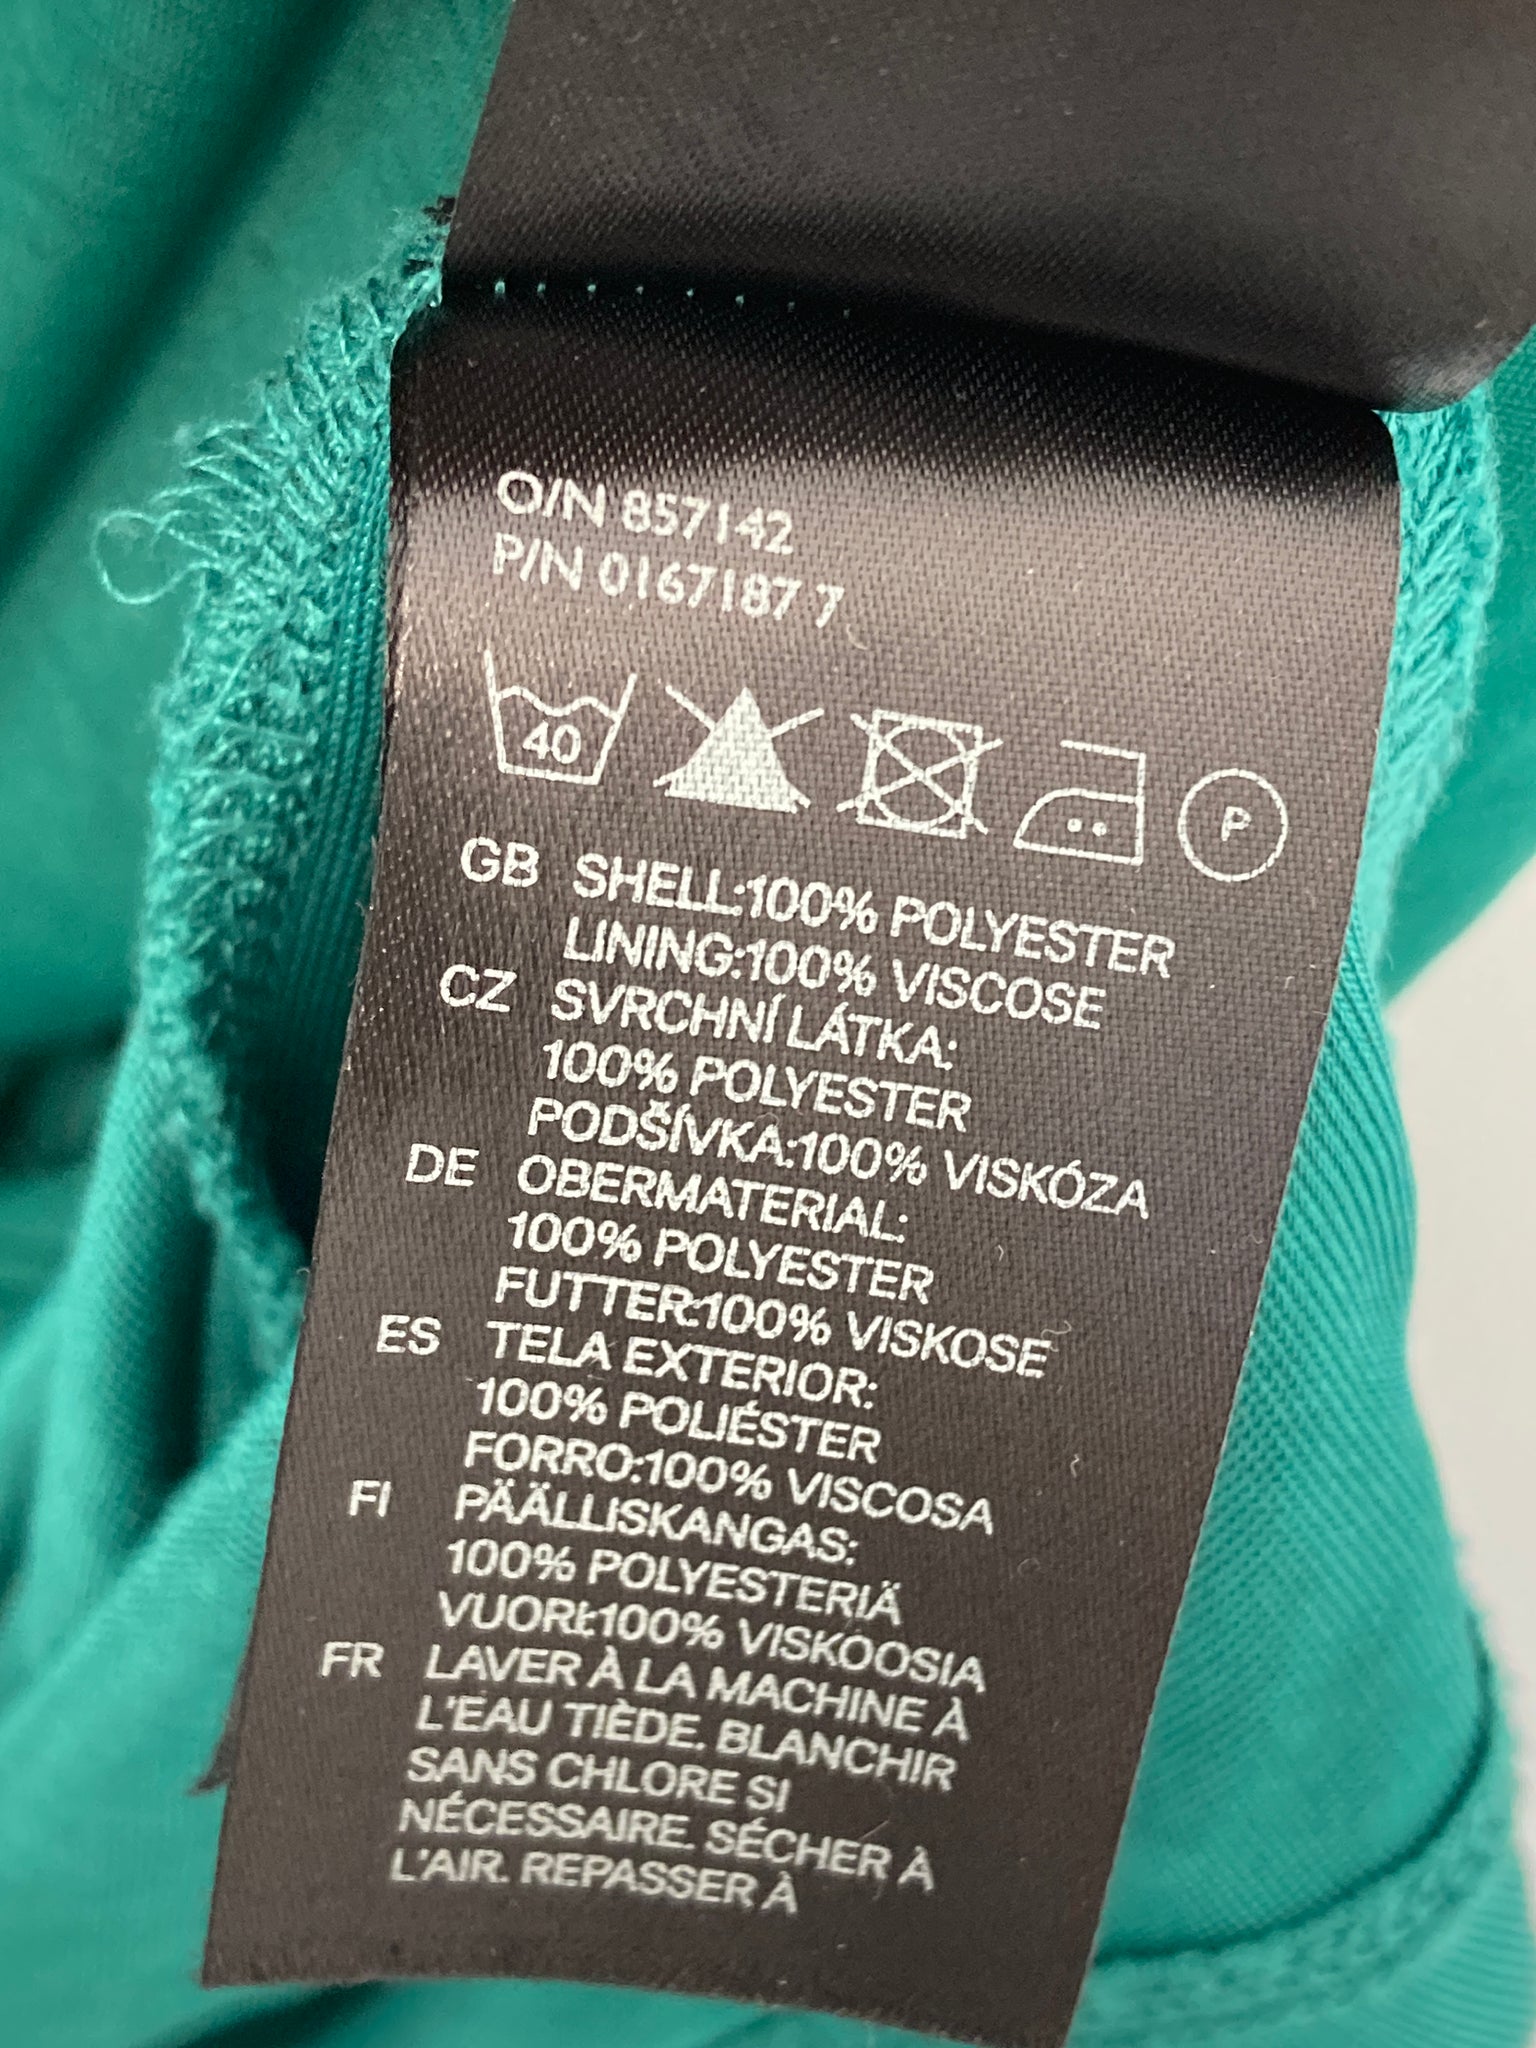 O/N 857142
P/N 0167187 7
40
P
GB SHELL:100% POLYESTER
LINING:100% VISCOSE
CZ SVRCHNÍ LÁTKA:
100% POLYESTER
PODŠÍVKA:100% VISKÓZA
DE OBERMATERIAL:
100% POLYESTER
FUTTER:100% VISKOSE
ES TELA EXTERIOR:
100% POLIÉSTER
FORRO:100% VISCOSA
FI PÄÄLLISKANGAS:
100% POLYESTERIÄ
VUORI:100% VISKOOSIA
FR LAVER À LA MACHINE À
L'EAU TIÈDE. BLANCHIR
SANS CHLORE SI
NÉCESSAIRE. SÉCHER À
L'AIR. REPASSER À